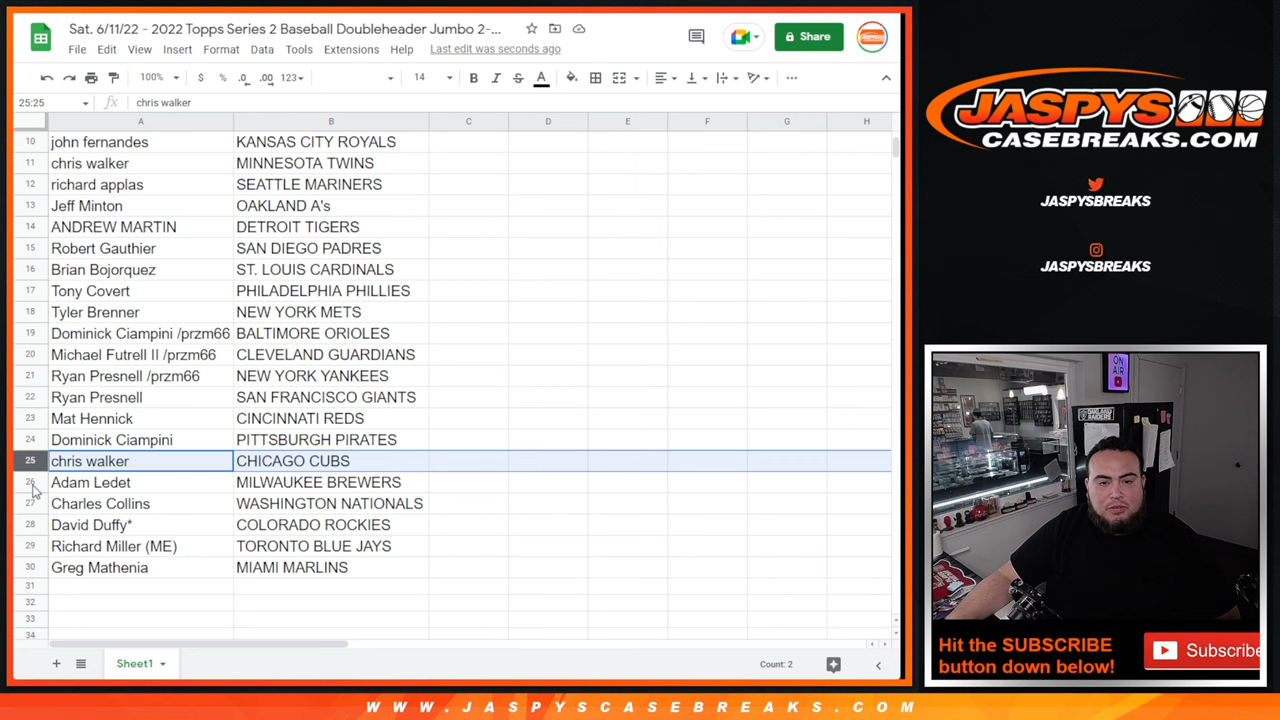 Sat. 6/11/22 - 2022 Topps Series 2 Baseball Doubleheader Jumbo 2-...
File Edit View Insert Format Data Tools Extensions Help Last edit was seconds ago
Share
100% $ % .0 .00 123 14 B I S A
25:25 fx chris walker
A B C D E F G H
10 john fernandes KANSAS CITY ROYALS
11 chris walker MINNESOTA TWINS
12 richard applas SEATTLE MARINERS
13 Jeff Minton OAKLAND A's
14 ANDREW MARTIN DETROIT TIGERS
15 Robert Gauthier SAN DIEGO PADRES
16 Brian Bojorquez ST. LOUIS CARDINALS
17 Tony Covert PHILADELPHIA PHILLIES
18 Tyler Brenner NEW YORK METS
19 Dominick Ciampini /przm66 BALTIMORE ORIOLES
20 Michael Futrell II /przm66 CLEVELAND GUARDIANS
21 Ryan Presnell /przm66 NEW YORK YANKEES
22 Ryan Presnell SAN FRANCISCO GIANTS
23 Mat Hennick CINCINNATI REDS
24 Dominick Ciampini PITTSBURGH PIRATES
25 chris walker CHICAGO CUBS
26 Adam Ledet MILWAUKEE BREWERS
27 Charles Collins WASHINGTON NATIONALS
28 David Duffy* COLORADO ROCKIES
29 Richard Miller (ME) TORONTO BLUE JAYS
30 Greg Mathenia MIAMI MARLINS
31
32
33
34
Sheet1
Count: 2
JASPYS
CASEBREAKS.COM
JASPYSBREAKS
JASPYSBREAKS
ON
AIR
OAKLAND
RAIDERS
Hit the SUBSCRIBE
button down below!
Subscribe
WWW.JASPYSCASEBREAKS.COM